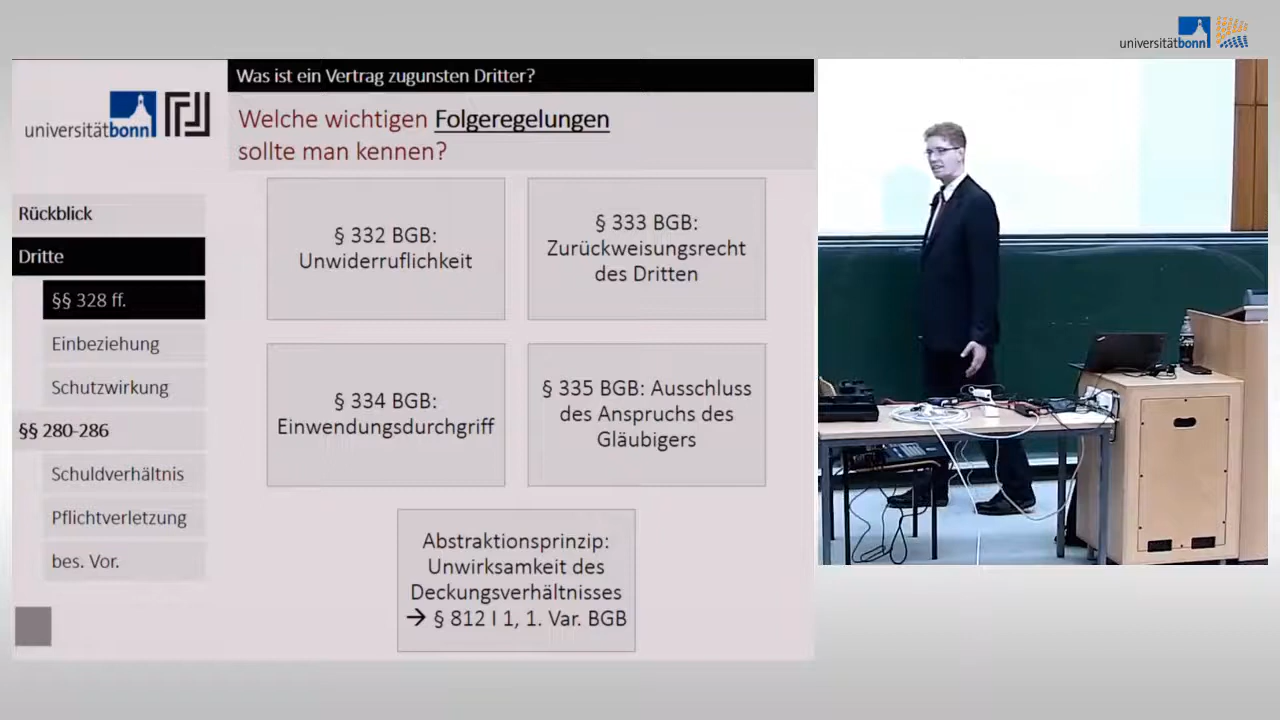 universitätbonn
Was ist ein Vertrag zugunsten Dritter?
universitätbonn
Welche wichtigen Folgeregelungen
sollte man kennen?
Rückblick
Dritte
§§ 328 ff.
Einbeziehung
Schutzwirkung
§§ 280-286
Schuldverhältnis
Pflichtverletzung
bes. Vor.
§ 332 BGB:
Unwiderruflichkeit
§ 333 BGB:
Zurückweisungsrecht
des Dritten
§ 334 BGB:
Einwendungsdurchgriff
§ 335 BGB: Ausschluss
des Anspruchs des
Gläubigers
Abstraktionsprinzip:
Unwirksamkeit des
Deckungsverhältnisses
→ § 812 I 1, 1. Var. BGB